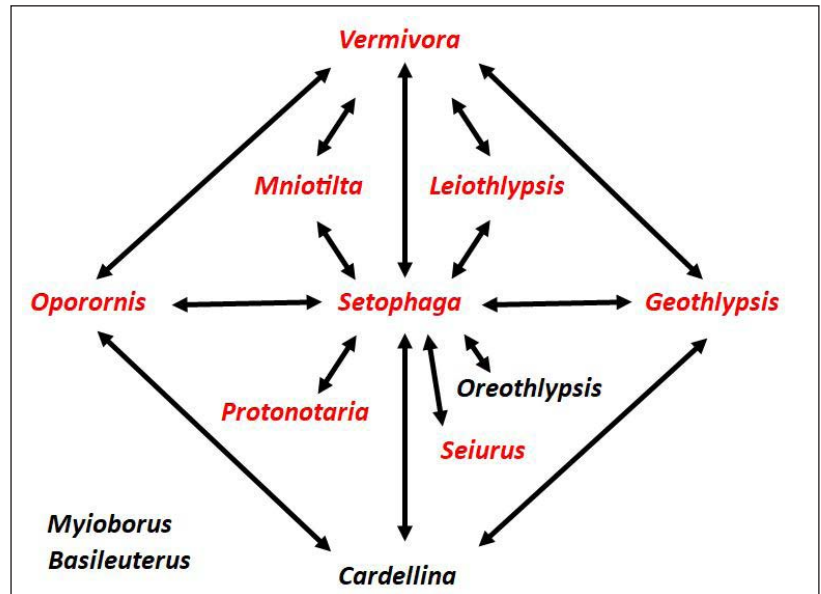 Vermivora
Mniotilta
Leiothlypsis
Oporornis
Setophaga
Geothlypsis
Oreothlypsis
Protonotaria
Seiurus
Myioborus
Basileuterus
Cardellina